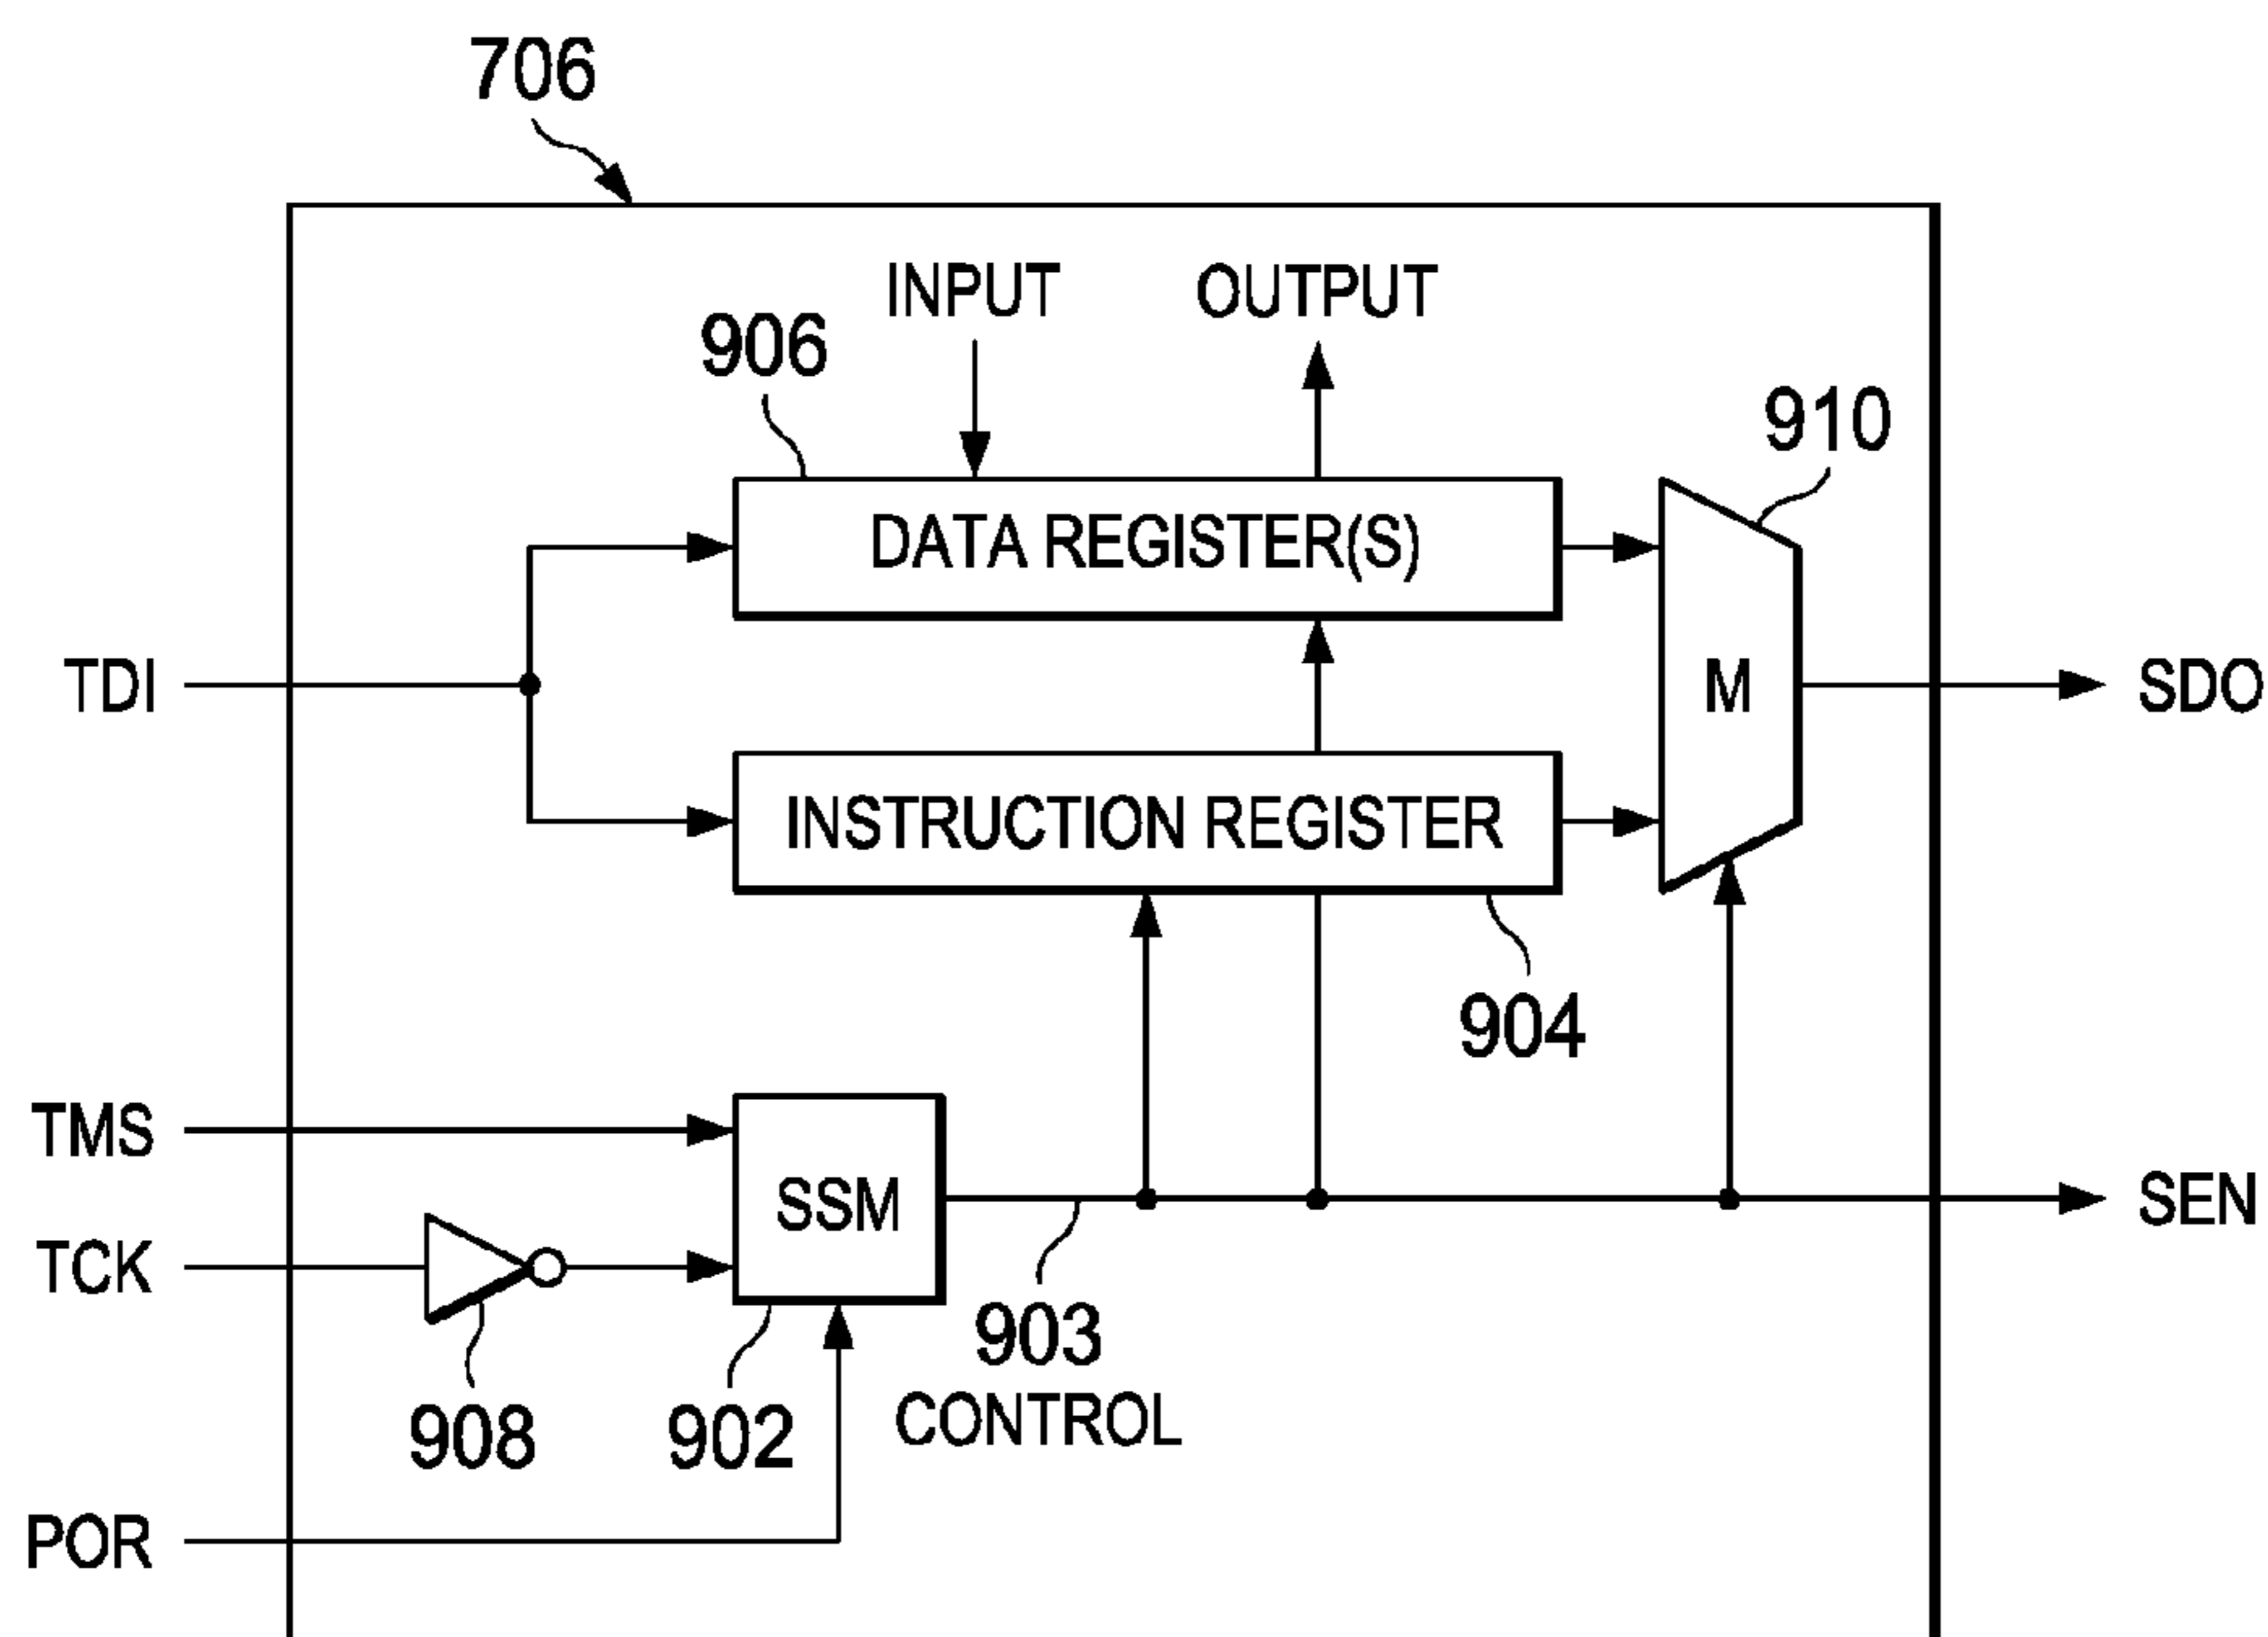 706
INPUT
OUTPUT
906
910
DATA REGISTER(S)
TDI
M
SDO
INSTRUCTION REGISTER
904
TMS
SSM
SEN
TCK
903
CONTROL
908
902
POR